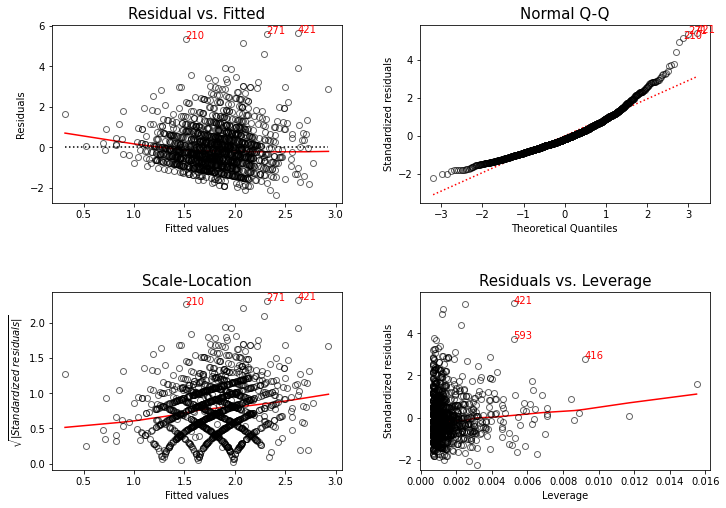 Residual vs. Fitted
Residuals
6
4
2
0
−2
210
271
421
0.5 1.0 1.5 2.0 2.5 3.0
Fitted values
Normal Q-Q
Standardized residuals
4
2
0
−2
421
210
−3 −2 −1 0 1 2 3
Theoretical Quantiles
Scale-Location
√|Standardized residuals|
2.0
1.5
1.0
0.5
0.0
210
271
421
0.5 1.0 1.5 2.0 2.5 3.0
Fitted values
Residuals vs. Leverage
Standardized residuals
4
2
0
−2
421
593
416
0.000 0.002 0.004 0.006 0.008 0.010 0.012 0.014 0.016
Leverage